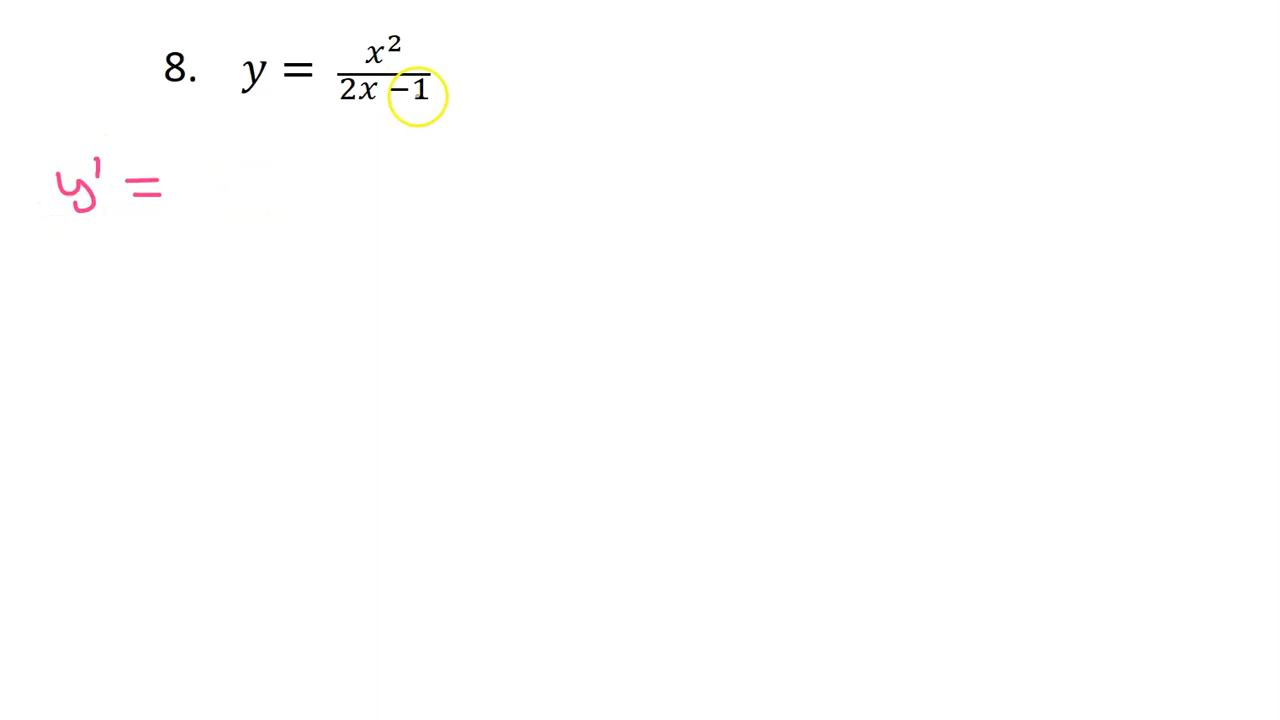 8. y = x² / 2x −1
y' =